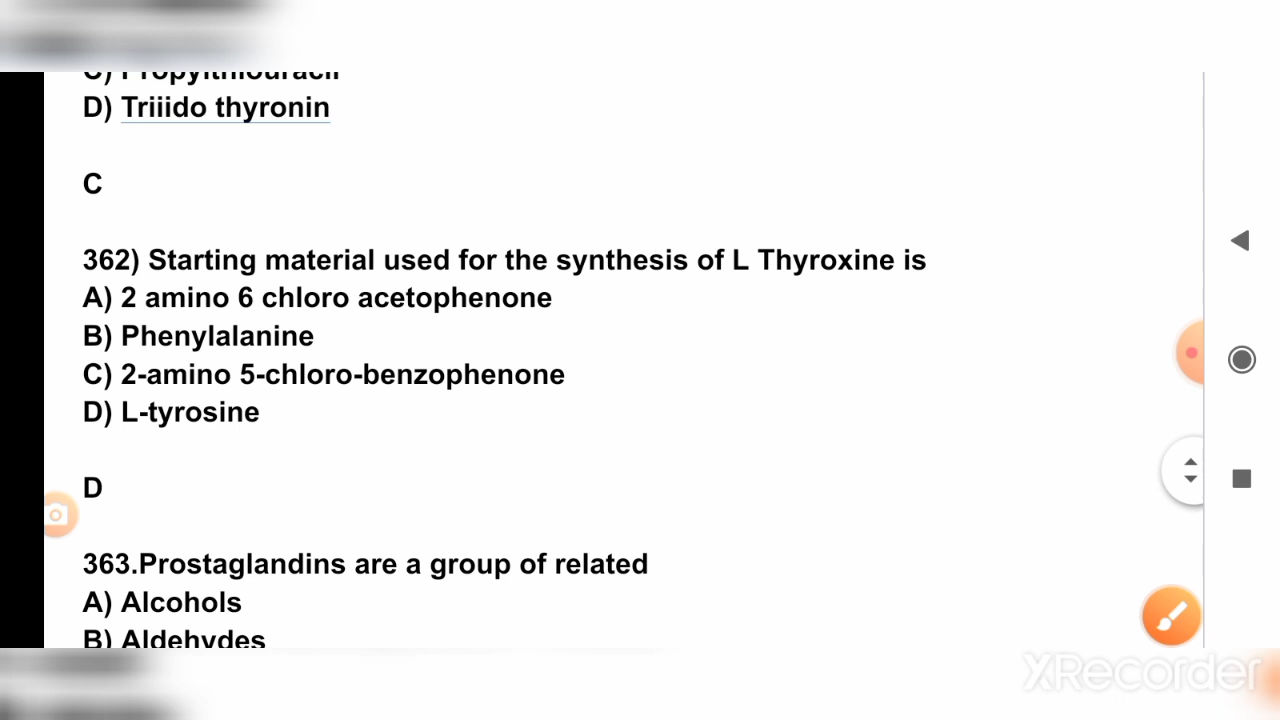 C) Propylthiouracil
D) Triiido thyronin
C
362) Starting material used for the synthesis of L Thyroxine is
A) 2 amino 6 chloro acetophenone
B) Phenylalanine
C) 2-amino 5-chloro-benzophenone
D) L-tyrosine
D
363.Prostaglandins are a group of related
A) Alcohols
B) Aldehydes
XRecorder